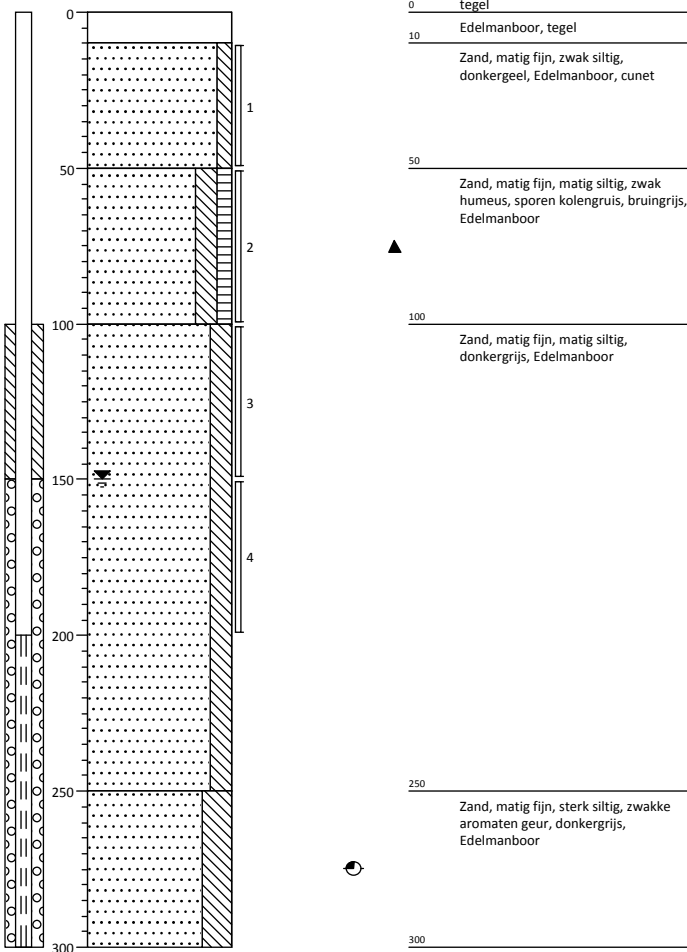 0
50
100
150
200
250
300
1
2
3
4
0
tegel
Edelmanboor, tegel
10
Zand, matig fijn, zwak siltig,
donkergeel, Edelmanboor, cunet
50
Zand, matig fijn, matig siltig, zwak
humeus, sporen kolengruis, bruingrijs,
Edelmanboor
100
Zand, matig fijn, matig siltig,
donkergrijs, Edelmanboor
250
Zand, matig fijn, sterk siltig, zwakke
aromaten geur, donkergrijs,
Edelmanboor
300